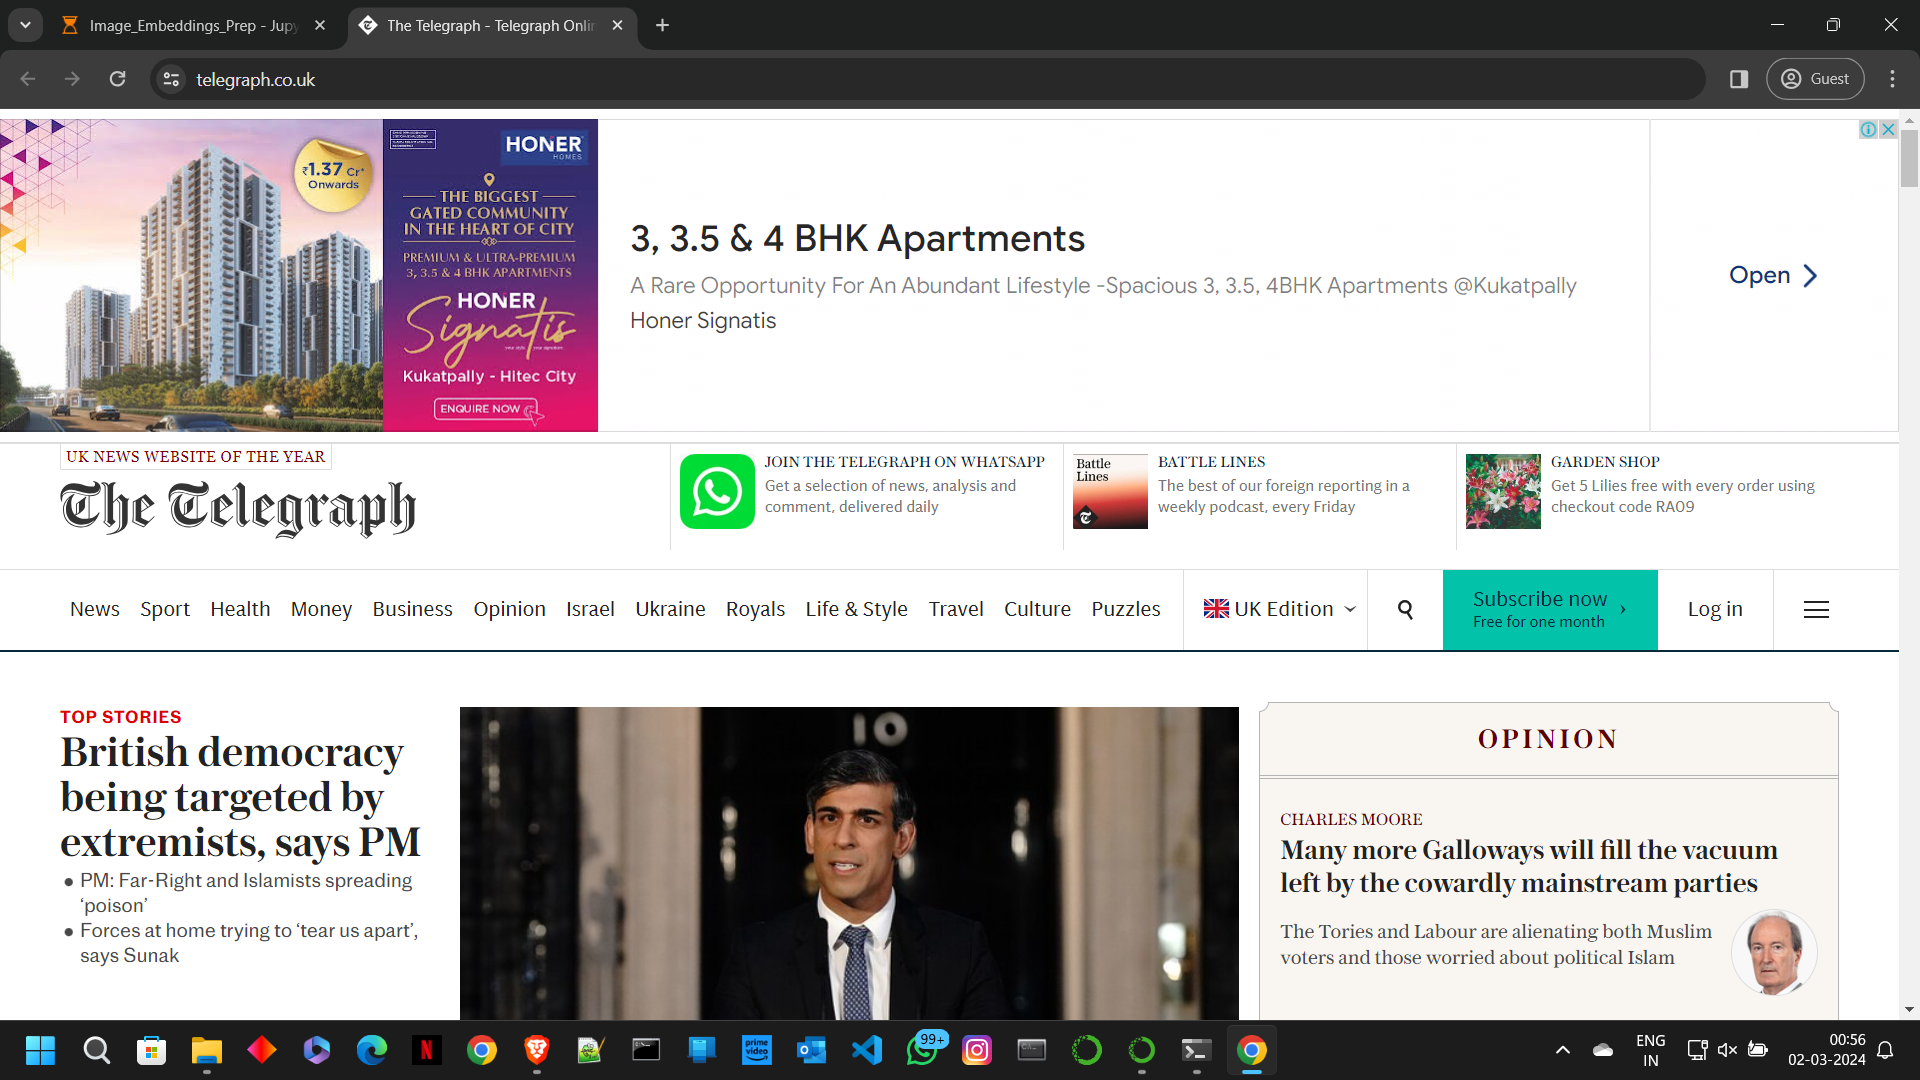 Image_Embeddings_Prep - Jupy
The Telegraph - Telegraph Onlin
telegraph.co.uk
Guest
₹1.37 Cr*
Onwards
HONER
HOMES
THE BIGGEST
GATED COMMUNITY
IN THE HEART OF CITY
PREMIUM & ULTRA-PREMIUM
3, 3.5 & 4 BHK APARTMENTS
HONER
Signatis
Kukatpally - Hitec City
ENQUIRE NOW
3, 3.5 & 4 BHK Apartments
A Rare Opportunity For An Abundant Lifestyle -Spacious 3, 3.5, 4BHK Apartments @Kukatpally
Honer Signatis
Open
UK NEWS WEBSITE OF THE YEAR
The Telegraph
JOIN THE TELEGRAPH ON WHATSAPP
Get a selection of news, analysis and
comment, delivered daily
Battle
Lines
BATTLE LINES
The best of our foreign reporting in a
weekly podcast, every Friday
GARDEN SHOP
Get 5 Lilies free with every order using
checkout code RA09
News Sport Health Money Business Opinion Israel Ukraine Royals Life & Style Travel Culture Puzzles
UK Edition
Subscribe now
Free for one month
Log in
TOP STORIES
British democracy
being targeted by
extremists, says PM
PM: Far-Right and Islamists spreading
‘poison’
Forces at home trying to ‘tear us apart’,
says Sunak
10
OPINION
CHARLES MOORE
Many more Galloways will fill the vacuum
left by the cowardly mainstream parties
The Tories and Labour are alienating both Muslim
voters and those worried about political Islam
prime
video
99+
ENG
IN
00:56
02-03-2024